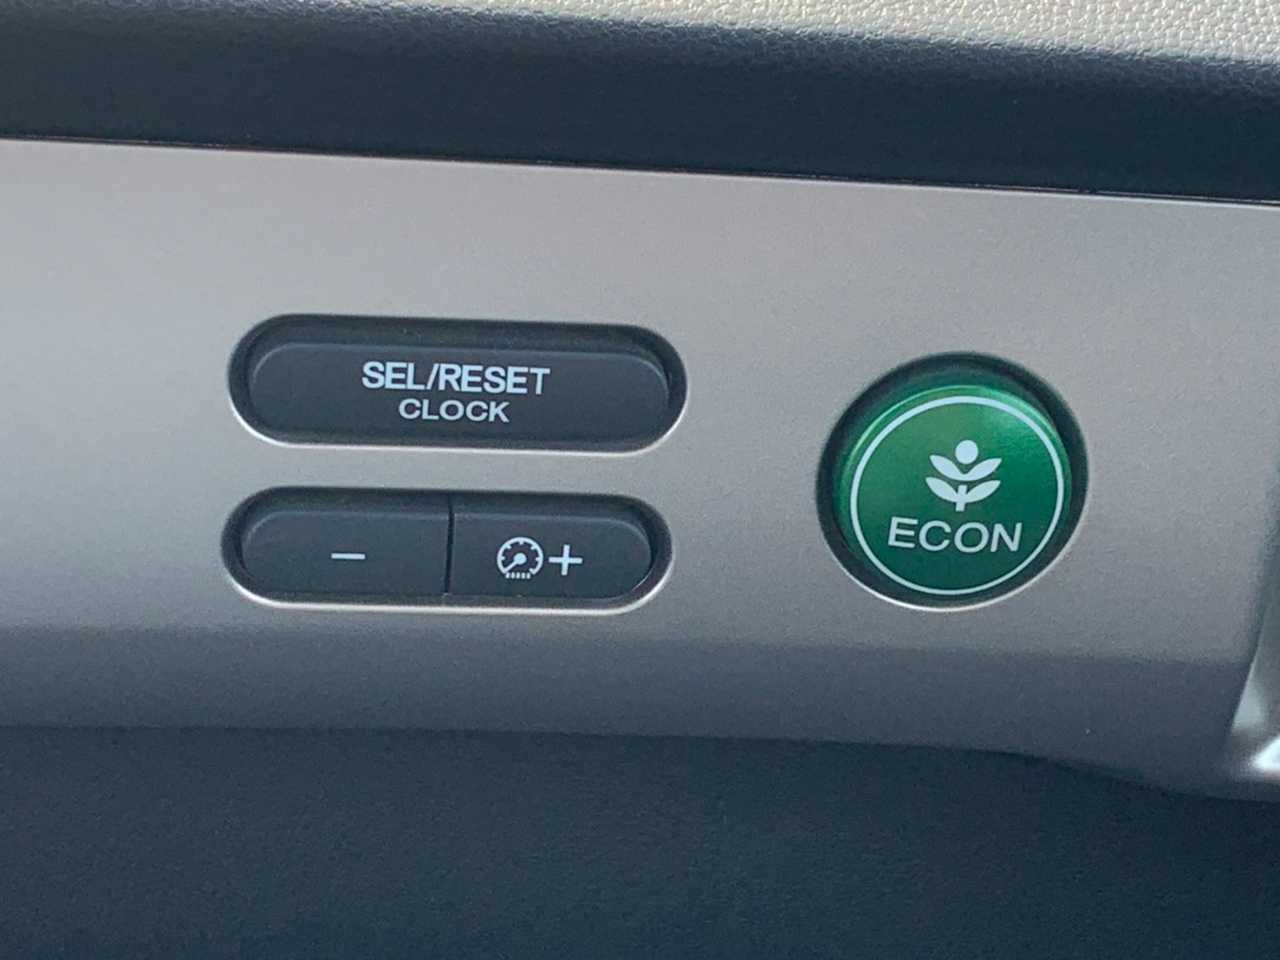 SEL/RESET
CLOCK
- +
ECON